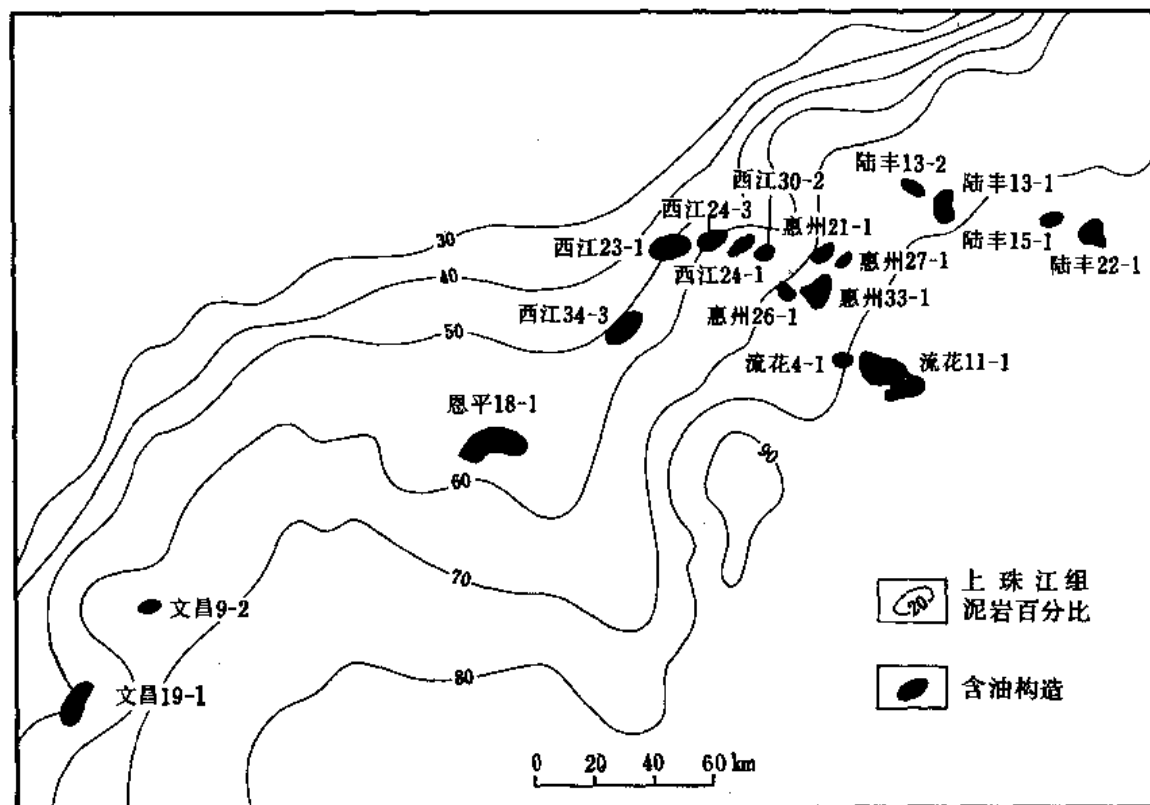 陆丰13-2
西江30-2
陆丰13-1
西江24-3
惠州21-1
30
西江23-1
陆丰15-1
惠州27-1
陆丰22-1
40
西江24-1
惠州33-1
西江34-3
惠州26-1
50
流花4-1
流花11-1
恩平18-1
90
60
70
上珠江组
20
泥岩百分比
文昌9-2
80
含油构造
文昌19-1
0 20 40 60 km